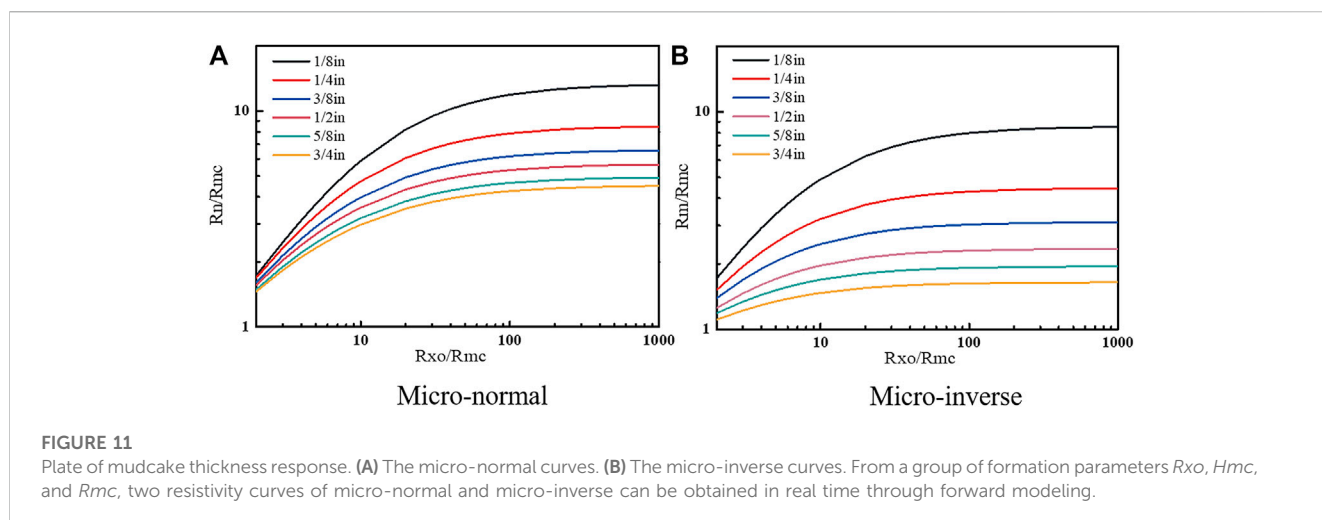 A
1/8in
1/4in
3/8in
1/2in
5/8in
3/4in
10
1
Rn/Rmc
10
100
1000
Rxo/Rmc
Micro-normal
B
1/8in
1/4in
3/8in
1/2in
5/8in
3/4in
10
1
Rm/Rmc
10
100
1000
Rxo/Rmc
Micro-inverse
FIGURE 11
Plate of mudcake thickness response. (A) The micro-normal curves. (B) The micro-inverse curves. From a group of formation parameters Rxo, Hmc,
and Rmc, two resistivity curves of micro-normal and micro-inverse can be obtained in real time through forward modeling.